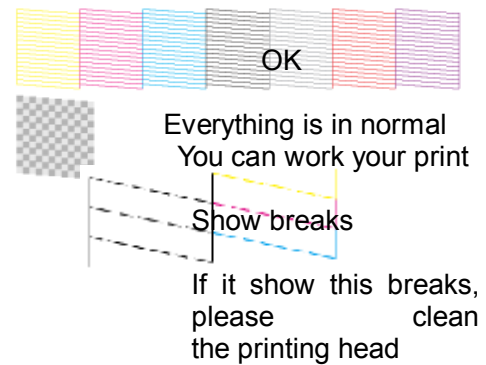 OK
Everything is in normal
You can work your print
Show breaks
If it show this breaks,
please clean
the printing head